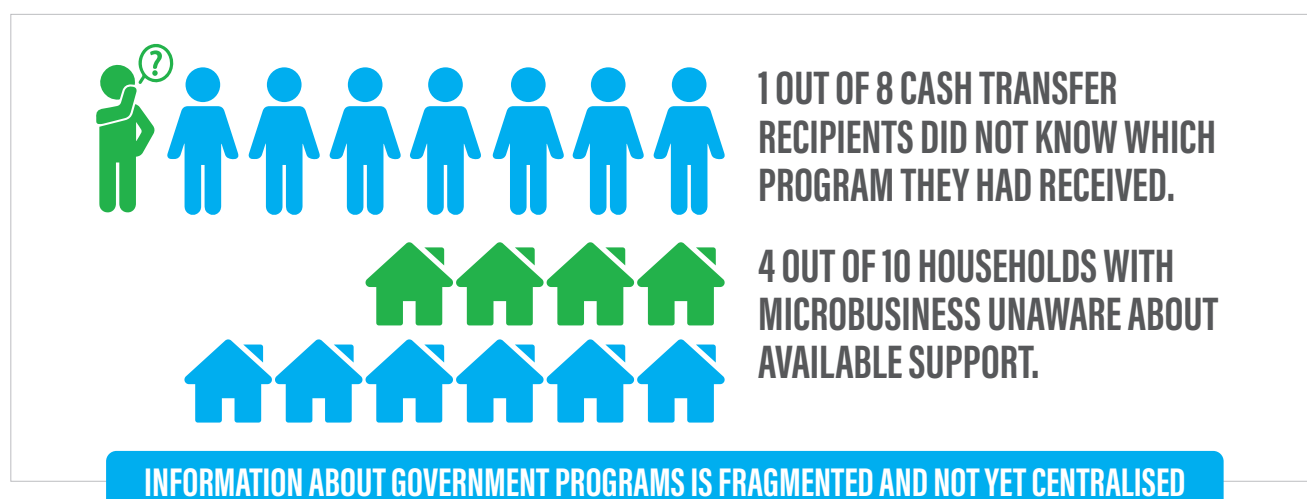 ?
1 OUT OF 8 CASH TRANSFER
RECIPIENTS DID NOT KNOW WHICH
PROGRAM THEY HAD RECEIVED.
4 OUT OF 10 HOUSEHOLDS WITH
MICROBUSINESS UNAWARE ABOUT
AVAILABLE SUPPORT.
INFORMATION ABOUT GOVERNMENT PROGRAMS IS FRAGMENTED AND NOT YET CENTRALISED